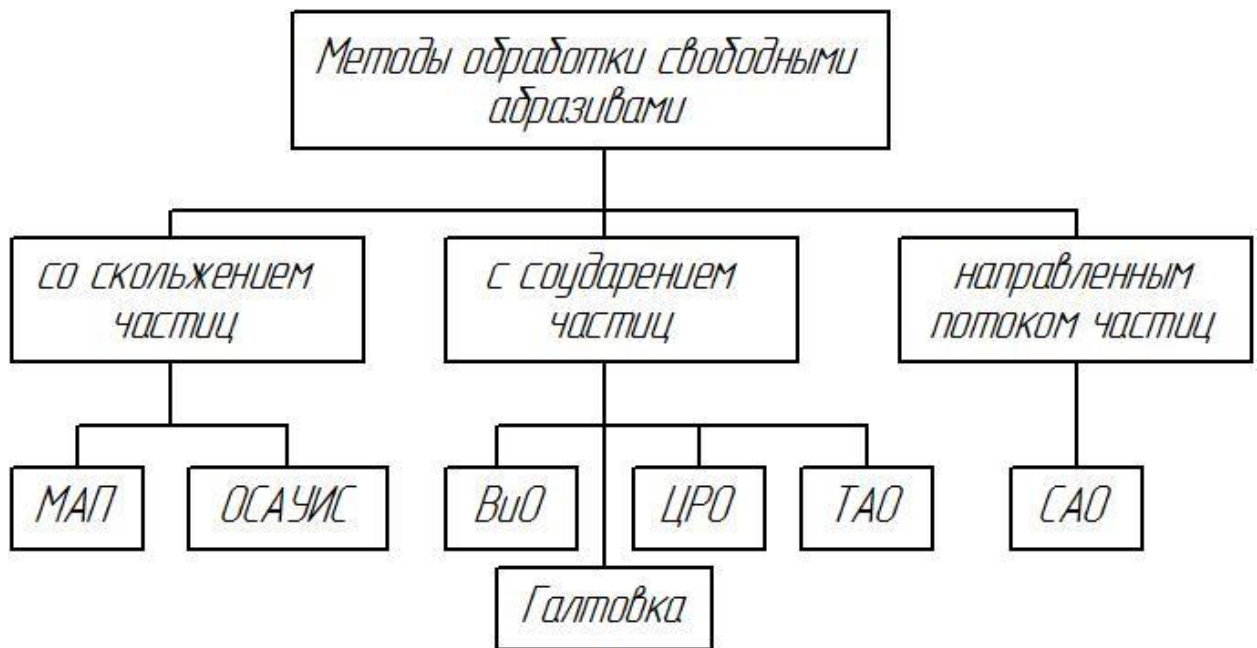 Методы обработки свободными
абразивами
со скольжением
частиц
с соударением
частиц
направленным
потоком частиц
МАП
ОСАУИС
ВиО
ЦРО
ТАО
САО
Галтовка